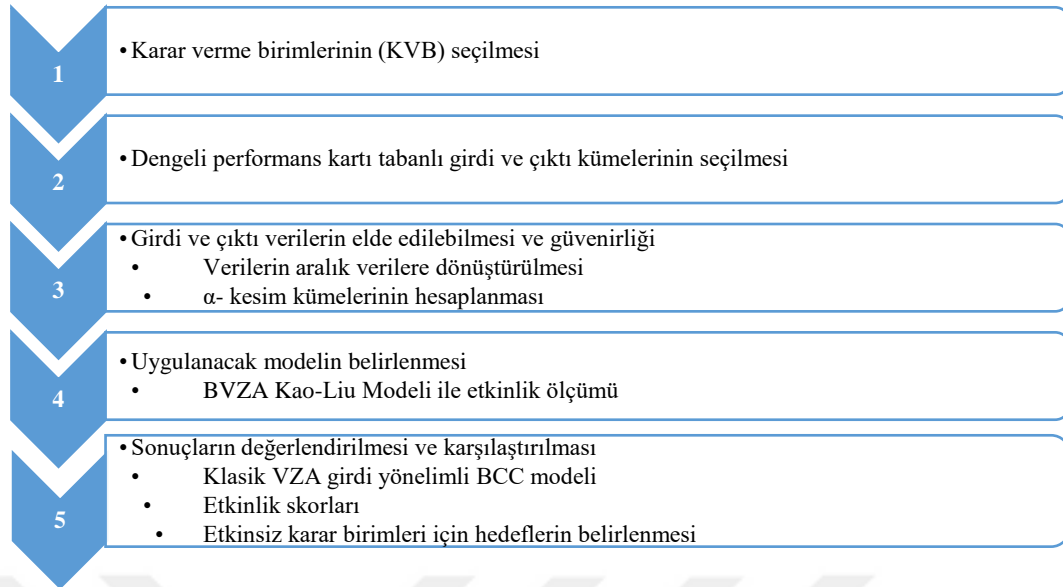 1
• Karar verme birimlerinin (KVB) seçilmesi
2
• Dengeli performans kartı tabanlı girdi ve çıktı kümelerinin seçilmesi
3
• Girdi ve çıktı verilerin elde edilebilmesi ve güvenirliği
• Verilerin aralık verilere dönüştürülmesi
• α- kesim kümelerinin hesaplanması
4
• Uygulanacak modelin belirlenmesi
• BVZA Kao-Liu Modeli ile etkinlik ölçümü
5
• Sonuçların değerlendirilmesi ve karşılaştırılması
• Klasik VZA girdi yönelimli BCC modeli
• Etkinlik skorları
• Etkinsiz karar birimleri için hedeflerin belirlenmesi